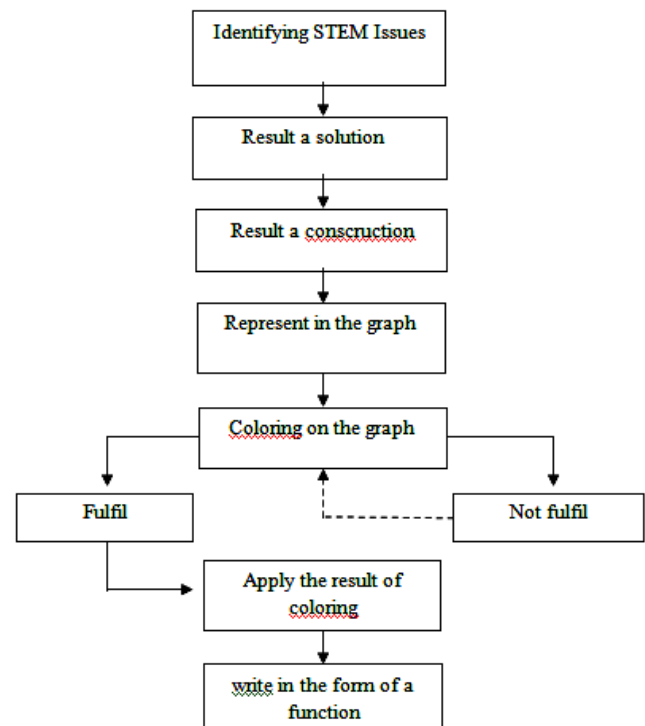 Identifying STEM Issues
Result a solution
Result a conscruction
Represent in the graph
Coloring on the graph
Fulfil
Not fulfil
Apply the result of
coloring
write in the form of a
function